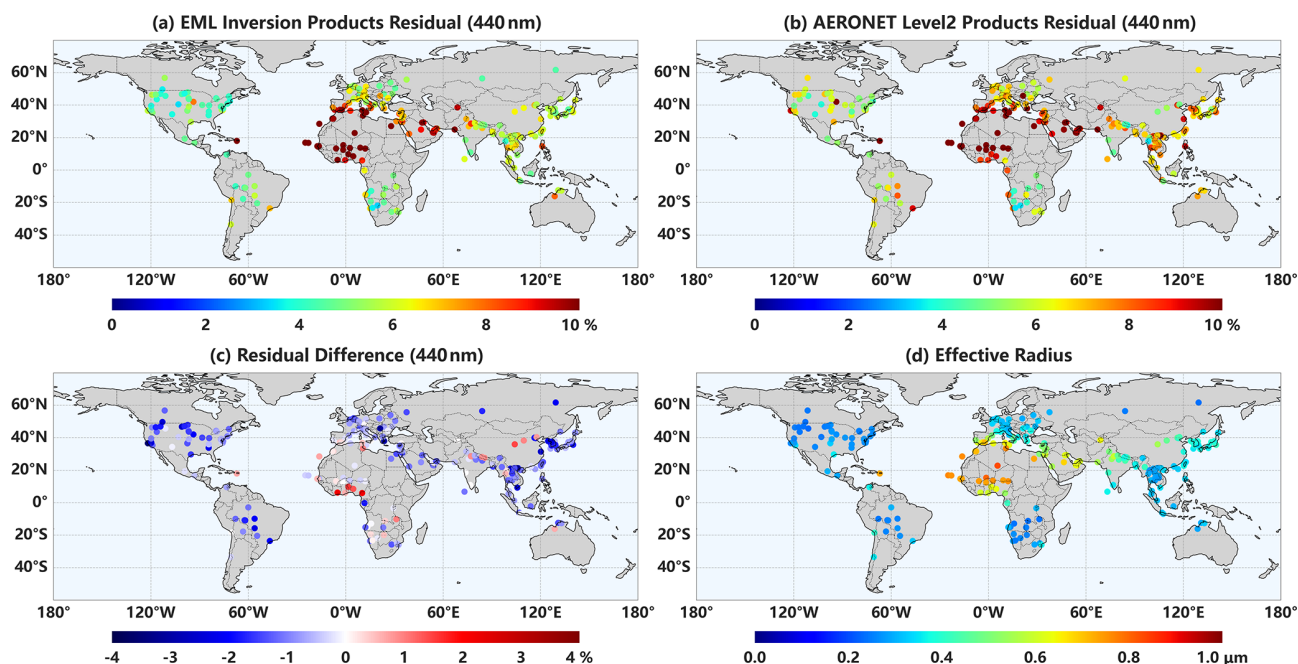 (a) EML Inversion Products Residual (440 nm)
60°N
40°N
20°N
0°
20°S
40°S
180° 120°W 60°W 0°W 60°E 120°E 180°
0 2 4 6 8 10 %
(b) AERONET Level2 Products Residual (440 nm)
60°N
40°N
20°N
0°
20°S
40°S
180° 120°W 60°W 0°W 60°E 120°E 180°
0 2 4 6 8 10 %
(c) Residual Difference (440 nm)
60°N
40°N
20°N
0°
20°S
40°S
180° 120°W 60°W 0°W 60°E 120°E 180°
-4 -3 -2 -1 0 1 2 3 4 %
(d) Effective Radius
60°N
40°N
20°N
0°
20°S
40°S
180° 120°W 60°W 0°W 60°E 120°E 180°
0.0 0.2 0.4 0.6 0.8 1.0 μm